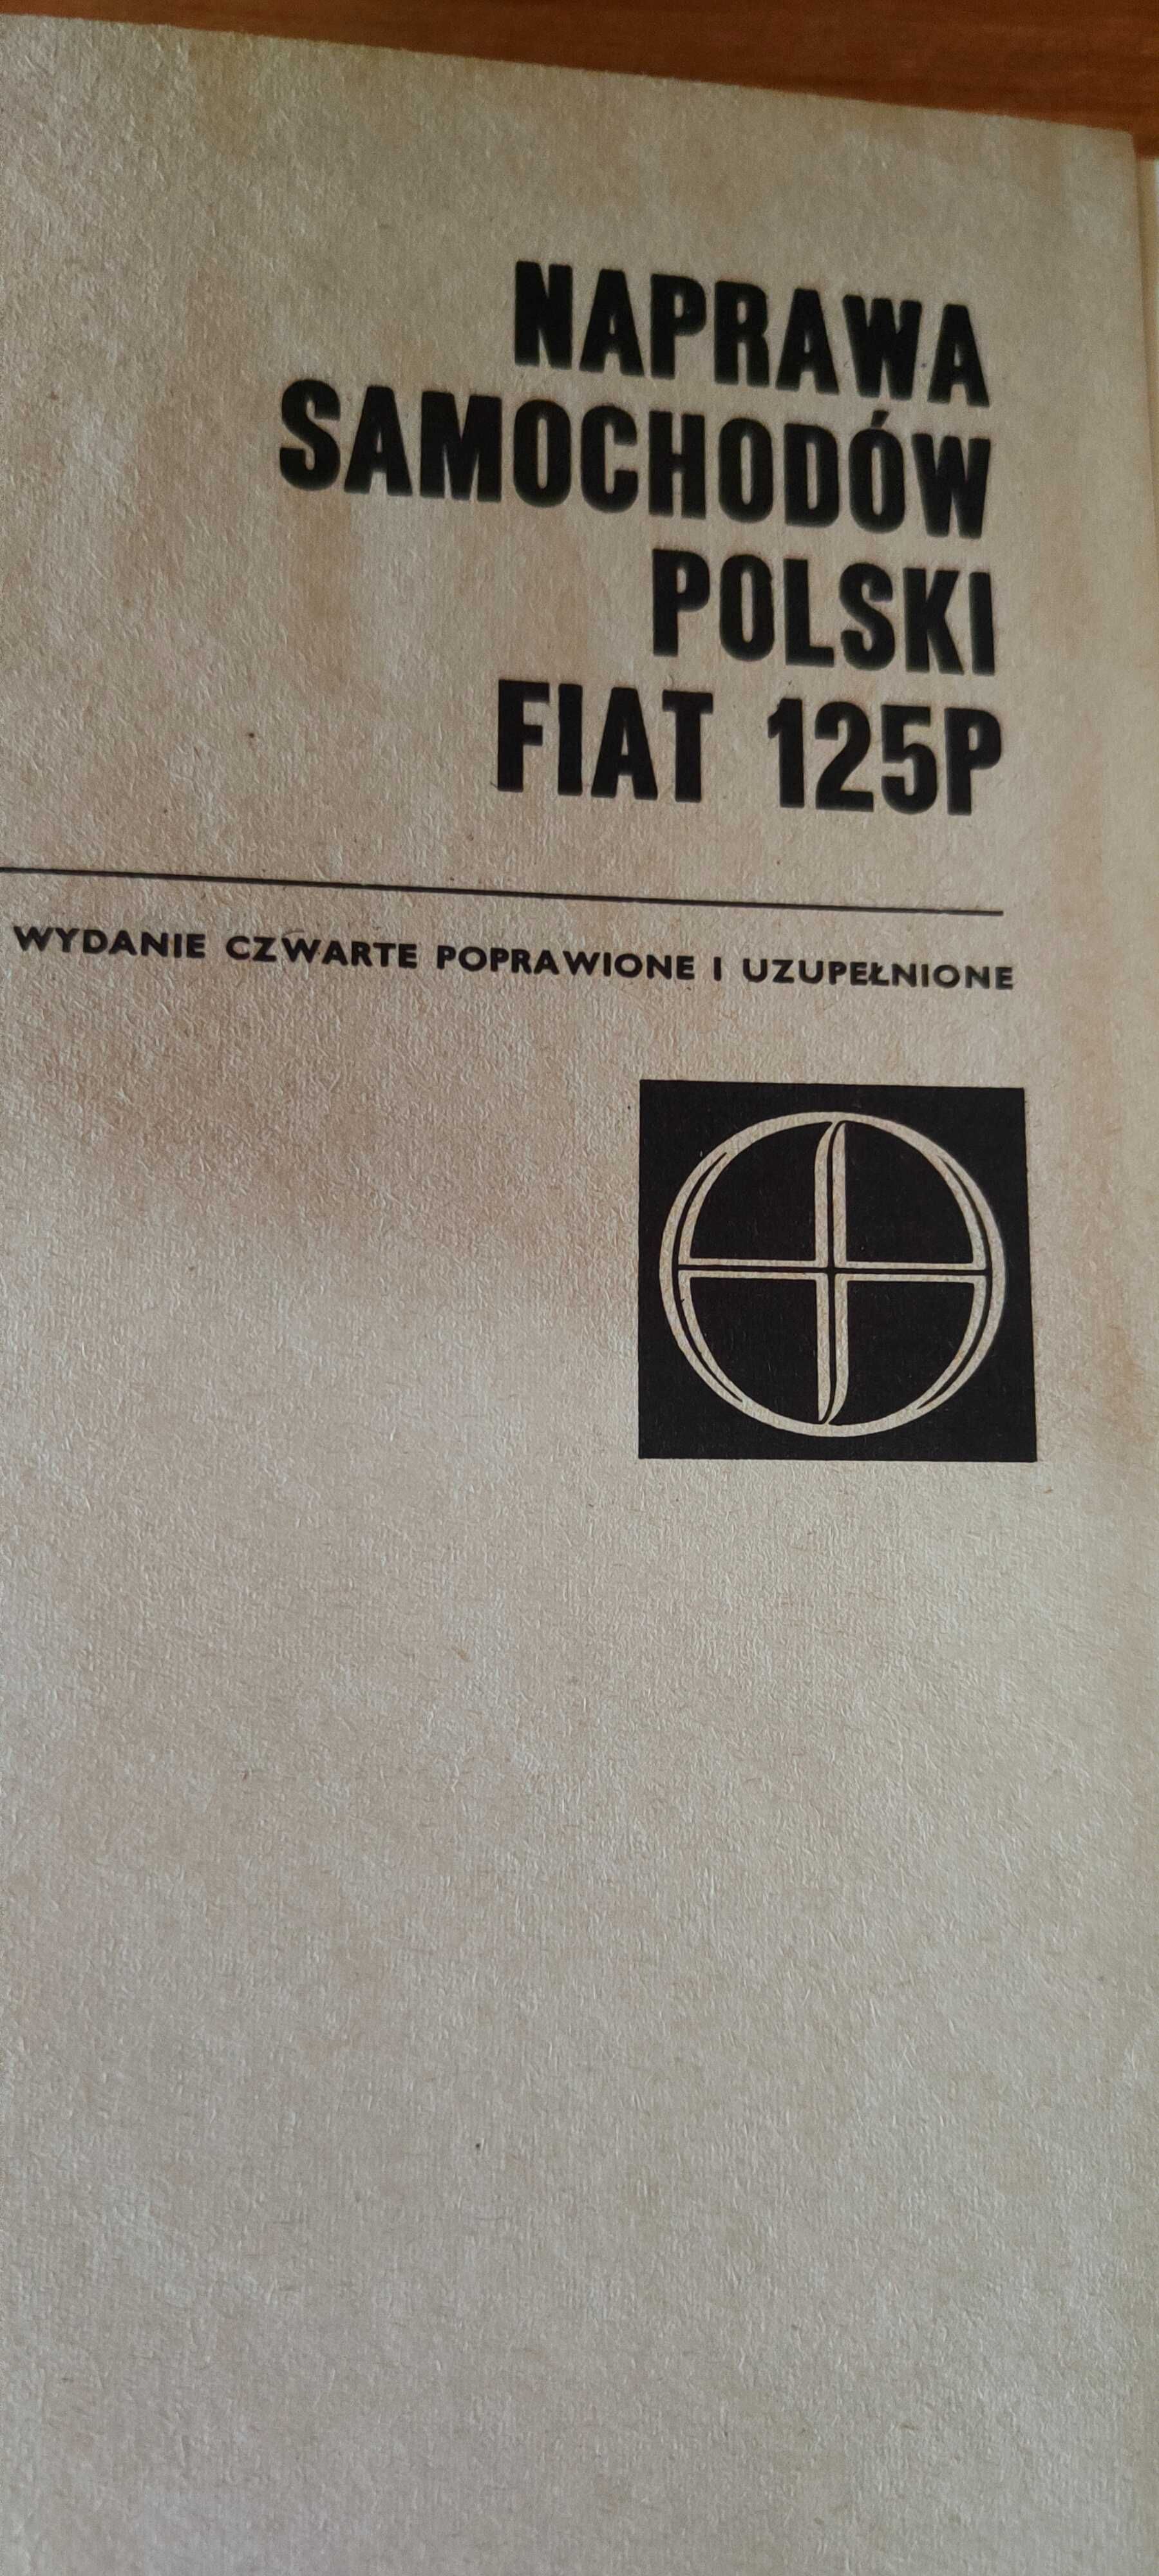 NAPRAWA
SAMOCHODÓW
POLSKI
FIAT 125P
WYDANIE CZWARTE POPRAWIONE I UZUPEŁNIONE